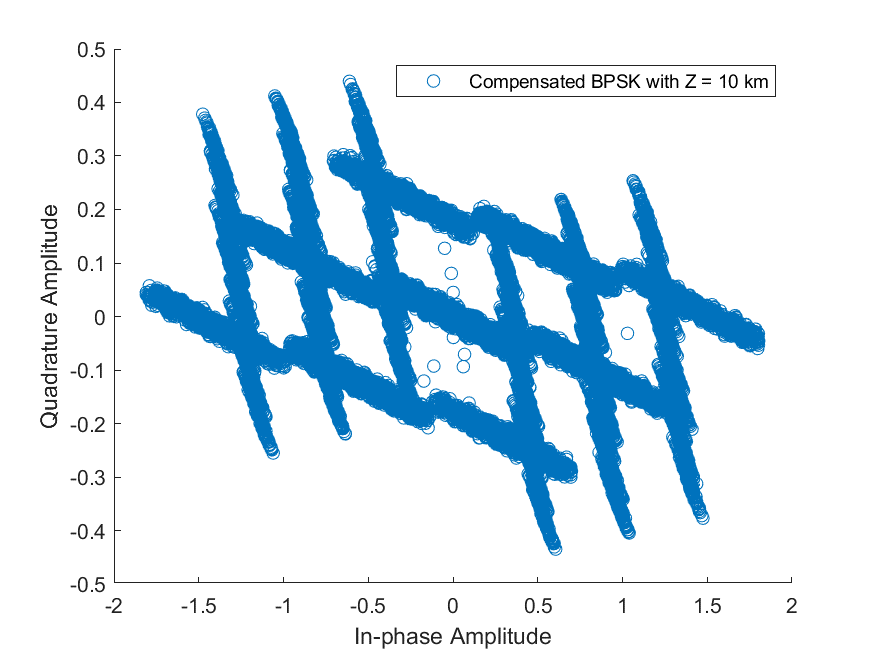 Compensated BPSK with Z = 10 km
0.5
0.4
0.3
0.2
0.1
0
-0.1
-0.2
-0.3
-0.4
-0.5
Quadrature Amplitude
-2 -1.5 -1 -0.5 0 0.5 1 1.5 2
In-phase Amplitude